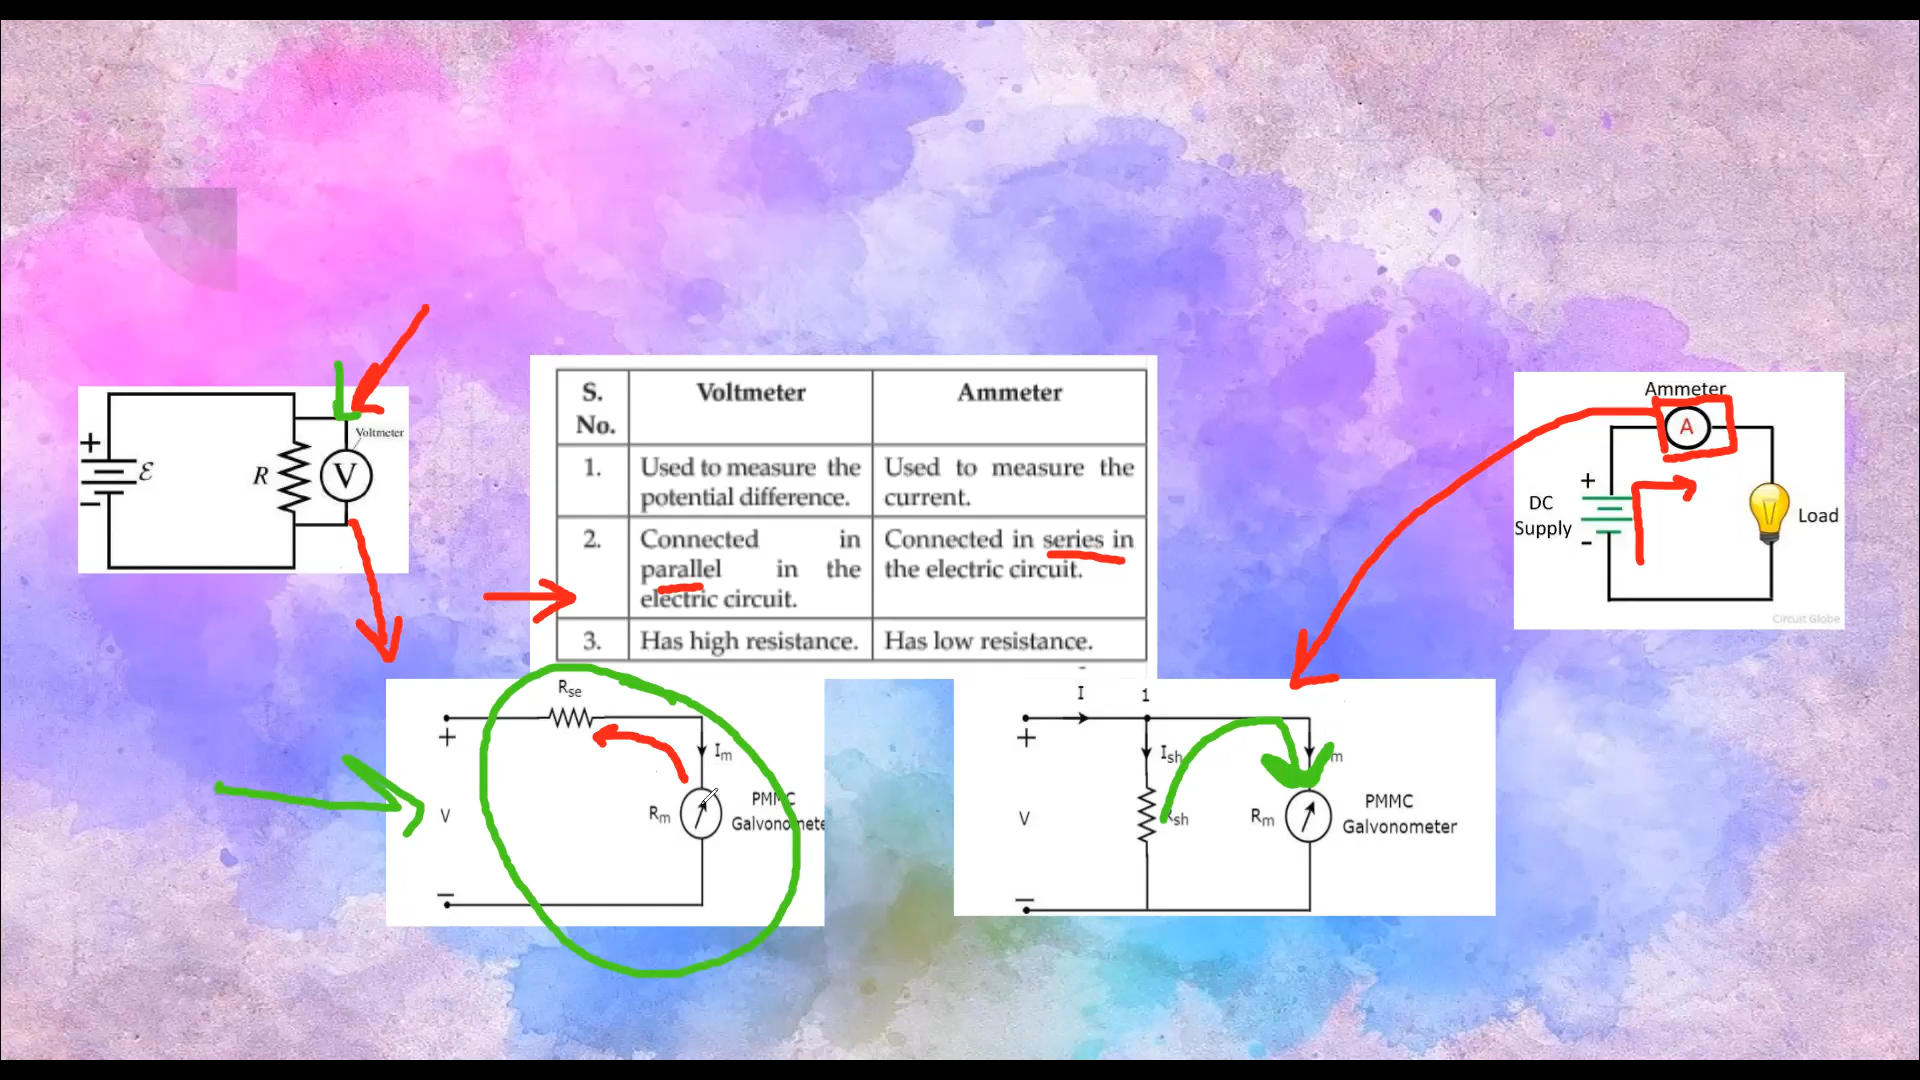 +
ε
R
V
Voltmeter
−
S.
No.
Voltmeter
Ammeter
1.
Used to measure the
potential difference.
Used to measure the
current.
2.
Connected in
parallel in the
electric circuit.
Connected in series in
the electric circuit.
3.
Has high resistance.
Has low resistance.
Ammeter
A
+
DC
Supply
-
Load
Circuit Globe
Rse
+
Im
V
Rm
PMMC
Galvonomete
−
I
1
+
Ish
m
V
Rsh
Rm
PMMC
Galvonometer
−